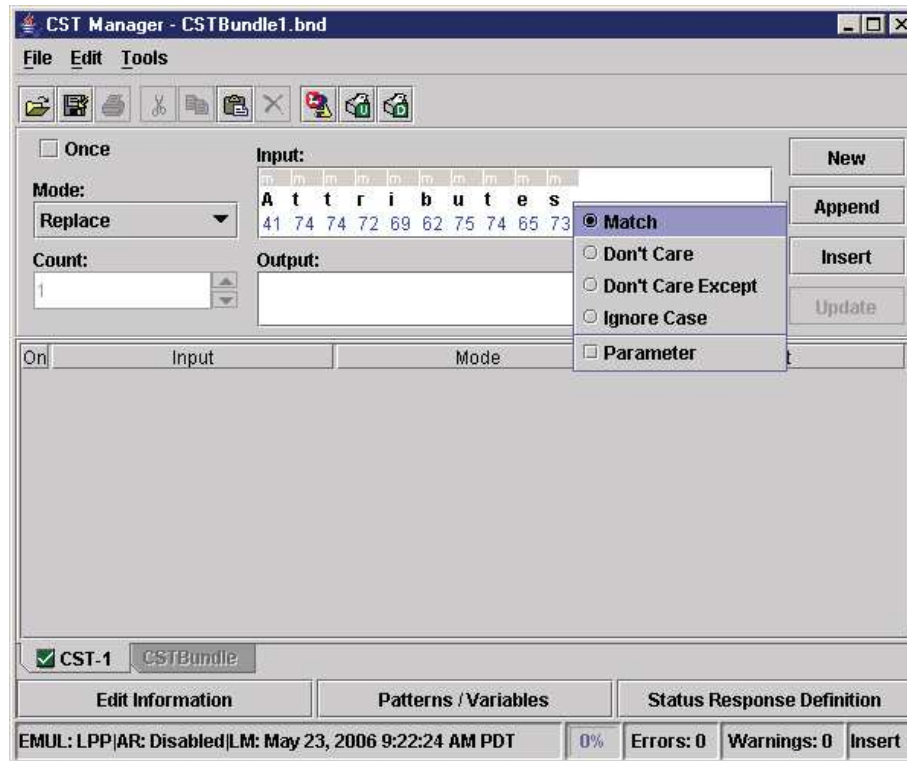 CST Manager - CSTBundle1.bnd
File Edit Tools
Once
Input:
New
m m m m m m m m m m
Mode:
A t t r i b u t e s
Replace
41 74 74 72 69 62 75 74 65 73
Match
Append
Count:
Output:
Don't Care
Insert
1
Don't Care Except
Ignore Case
Update
Parameter
On Input Mode t
CST-1 CSTBundle
Edit Information Patterns / Variables Status Response Definition
EMUL: LPP|AR: Disabled|LM: May 23, 2006 9:22:24 AM PDT 0% Errors: 0 Warnings: 0 Insert